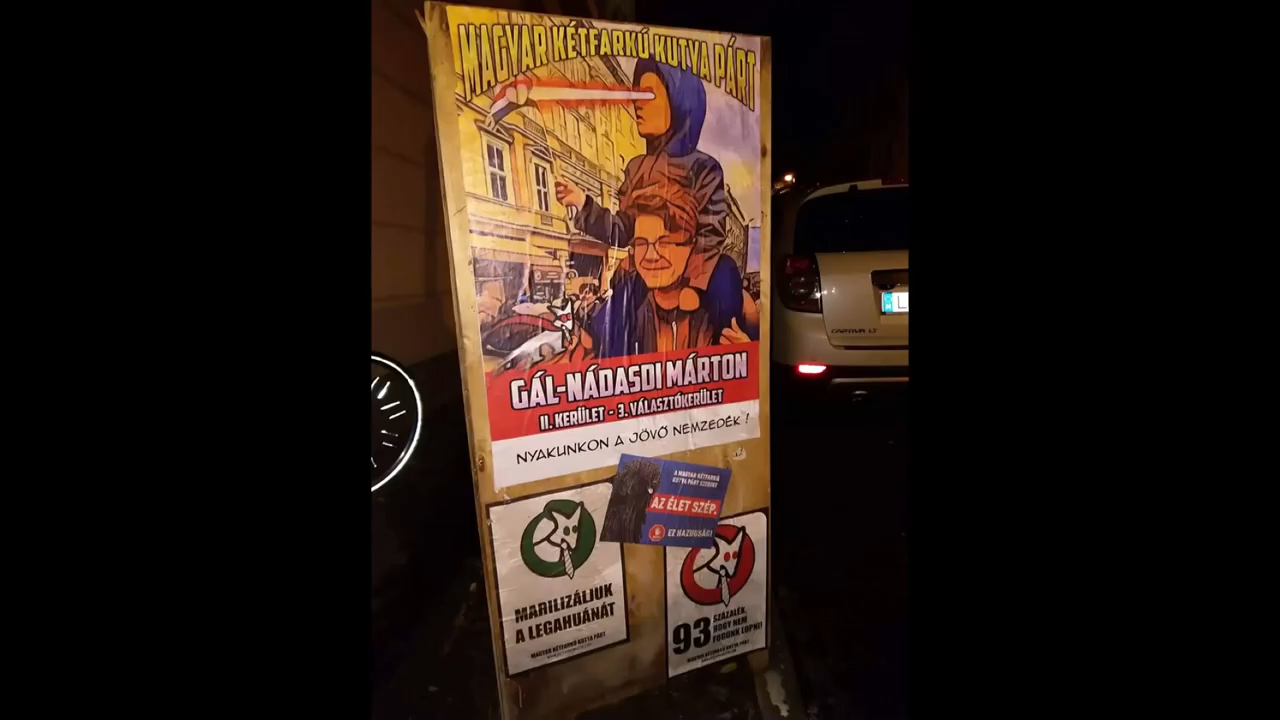 MAGYAR KÉTFARKÚ KUTYA PÁRT
GÁL-NÁDASDI MÁRTON
II. KERÜLET - 3. VÁLASZTÓKERÜLET
NYAKUNKON A JÖVŐ NEMZEDÉK!
A MAGYAR KÉTFARKÚ
KUTYA PÁRT SZERINT
AZ ÉLET SZÉP.
EZ HAZUGSÁG!
MARILIZÁLJUK
A LEGAHUÁNÁT
MAGYAR KÉTFARKÚ KUTYA PÁRT
93 SZÁZALÉK,
HOGY NEM
FOGUNK LOPNI!
MAGYAR KÉTFARKÚ KUTYA PÁRT
CAPTIVA LT
L